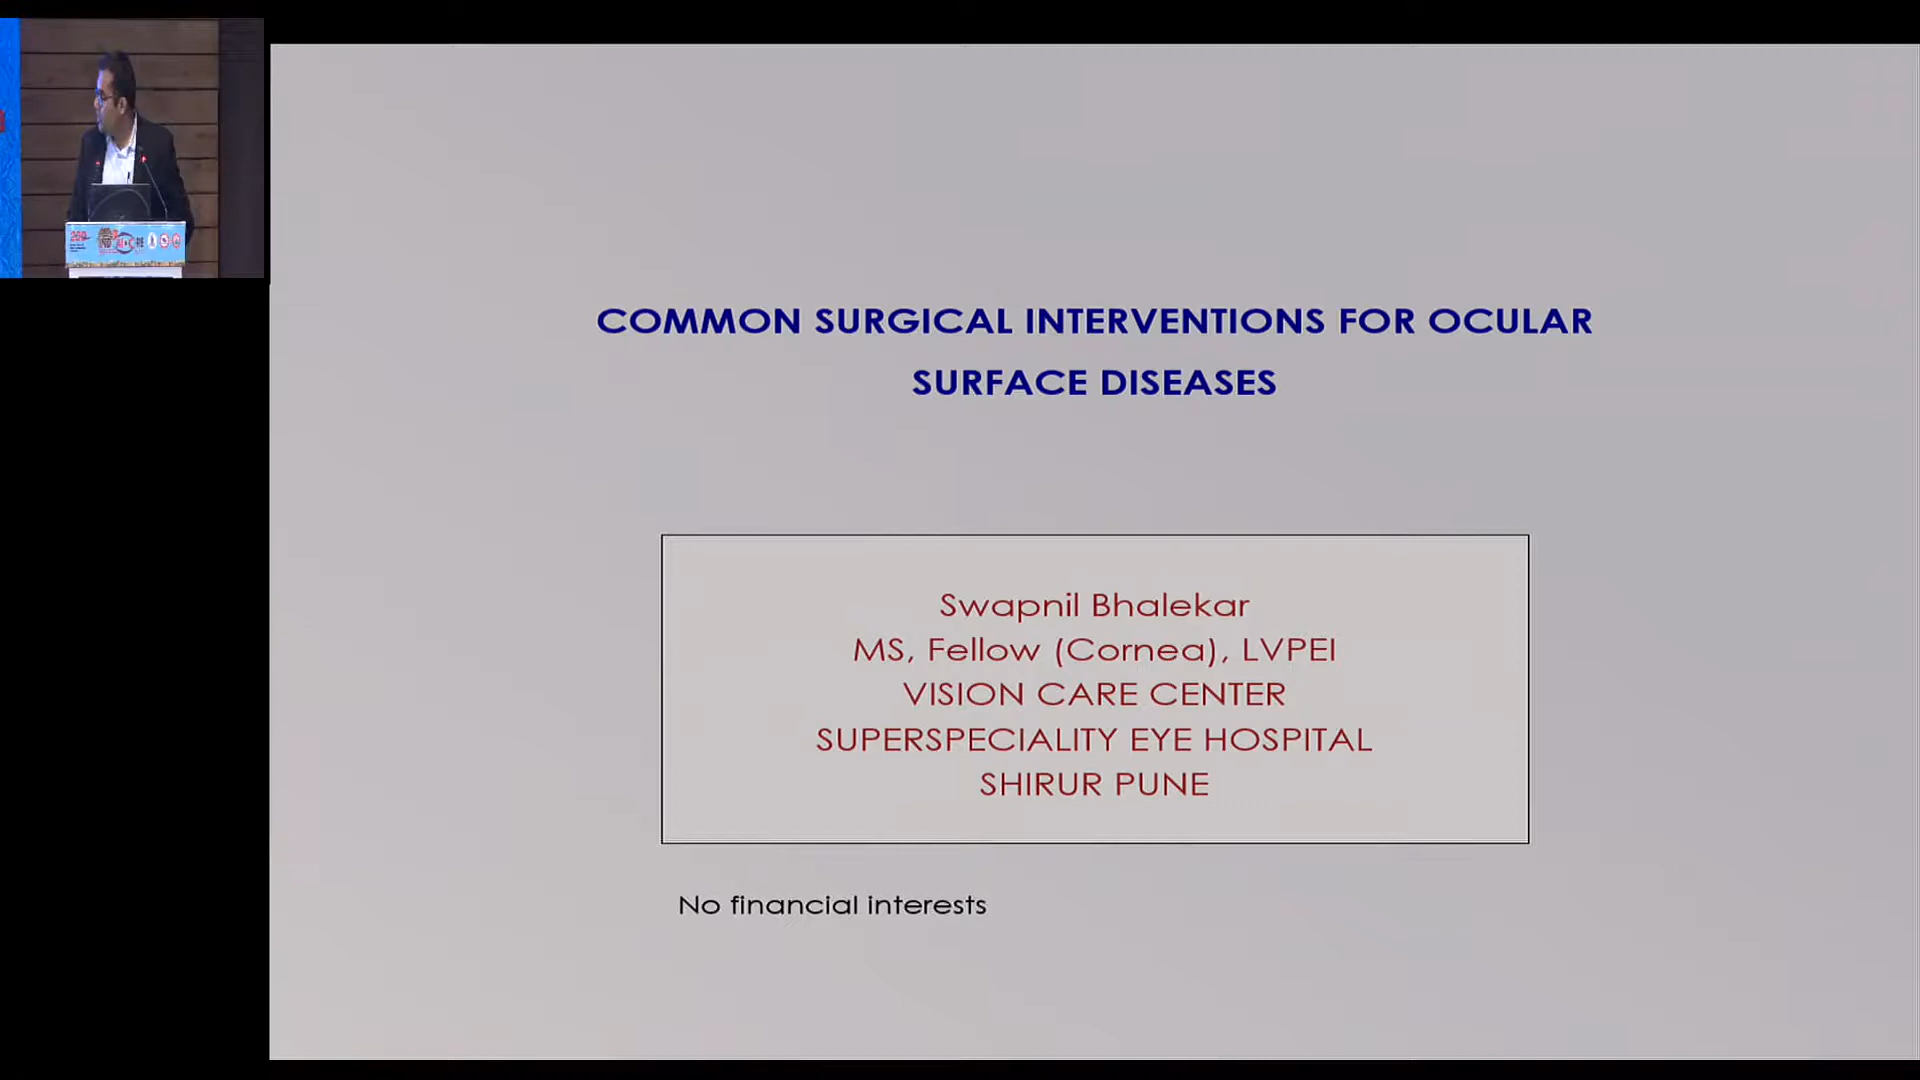 COMMON SURGICAL INTERVENTIONS FOR OCULAR
SURFACE DISEASES
Swapnil Bhalekar
MS, Fellow (Cornea), LVPEI
VISION CARE CENTER
SUPERSPECIALITY EYE HOSPITAL
SHIRUR PUNE
No financial interests